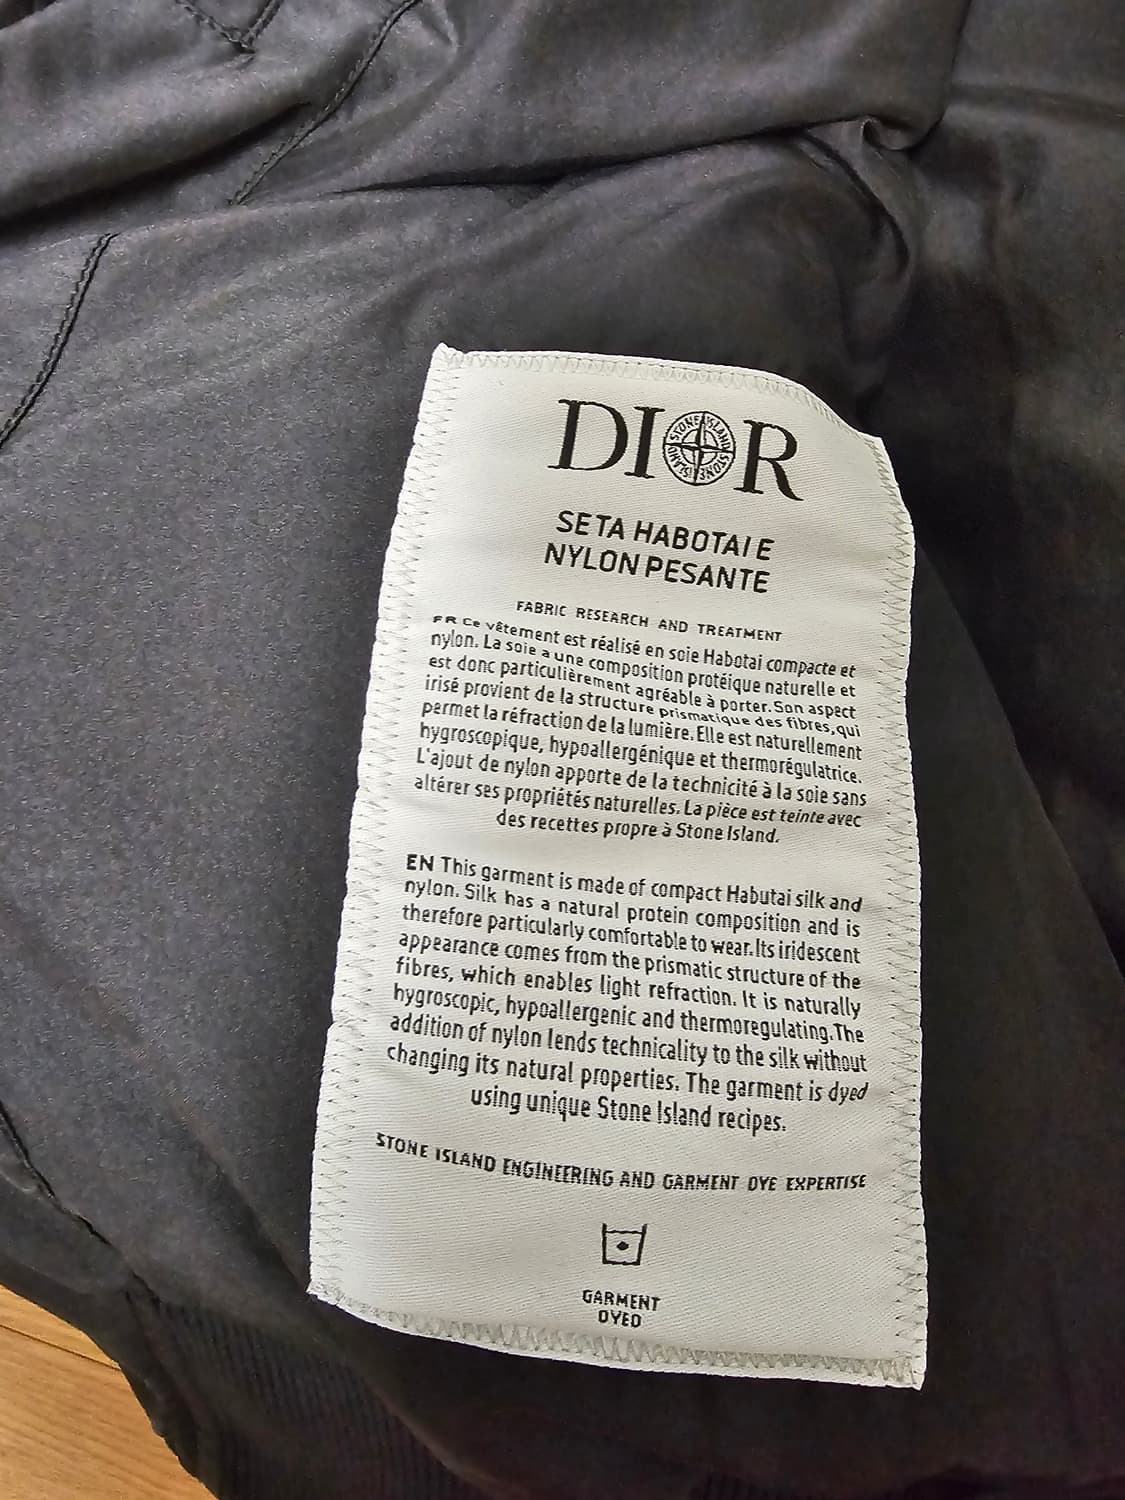 DIOR
STONE ISLAND STONE ISLAND
SETA HABOTAI E
NYLON PESANTE
FABRIC RESEARCH AND TREATMENT
FR Ce vêtement est réalisé en soie Habotai compacte et
nylon. La soie a une composition protéique naturelle et
est donc particulièrement agréable à porter. Son aspect
irisé provient de la structure prismatique des fibres, qui
permet la réfraction de la lumière. Elle est naturellement
hygroscopique, hypoallergénique et thermorégulatrice.
L'ajout de nylon apporte de la technicité à la soie sans
altérer ses propriétés naturelles. La pièce est teinte avec
des recettes propre à Stone Island.
EN This garment is made of compact Habutai silk and
nylon. Silk has a natural protein composition and is
therefore particularly comfortable to wear. Its iridescent
appearance comes from the prismatic structure of the
fibres, which enables light refraction. It is naturally
hygroscopic, hypoallergenic and thermoregulating. The
addition of nylon lends technicality to the silk without
changing its natural properties. The garment is dyed
using unique Stone Island recipes.
STONE ISLAND ENGINEERING AND GARMENT DYE EXPERTISE
GARMENT
DYED